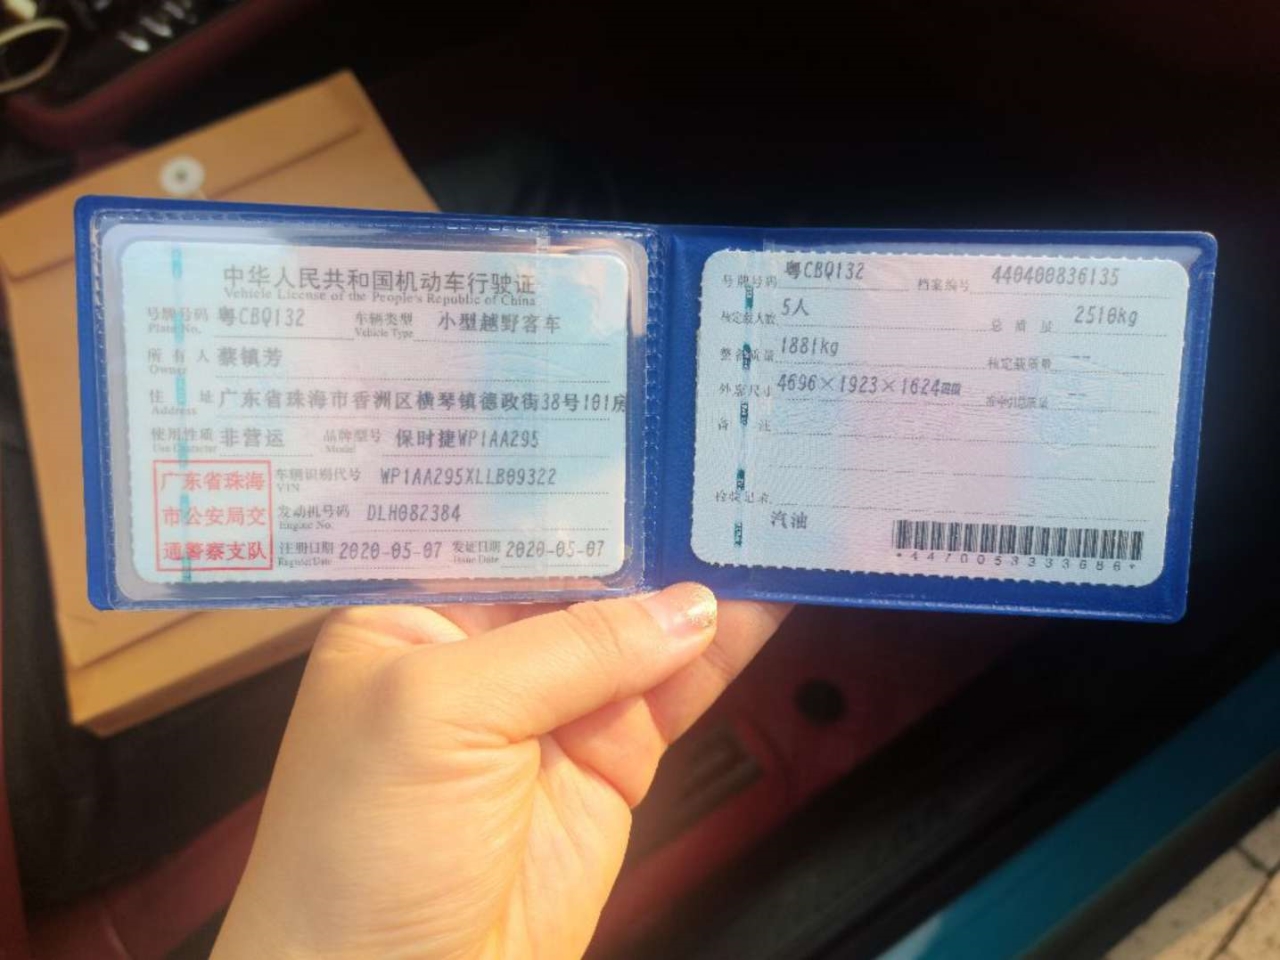 中华人民共和国机动车行驶证
Vehicle License of the People's Republic of China
号牌号码 粤CBQ132 车辆类型 小型越野客车
Plate No. Vehicle Type
所有人 蔡镇芳
Owner
住址 广东省珠海市香洲区横琴镇德政街38号101房
Address
使用性质 非营运 品牌型号 保时捷WP1AA295
Use Character Model
车辆识别代号 WP1AA295XLLB09322
VIN
发动机号码 DLH082384
Engine No.
注册日期 2020-05-07 发证日期 2020-05-07
Register Date Issue Date
广东省珠海
市公安局交
通警察支队
号牌号码 粤CBQ132 档案编号 440400836135
核定载人数 5人 总质量 2510kg
整备质量 1881kg 核定载质量 --
外廓尺寸 4696×1923×1624mm
备注
检验记录
汽油
*4470053333686*